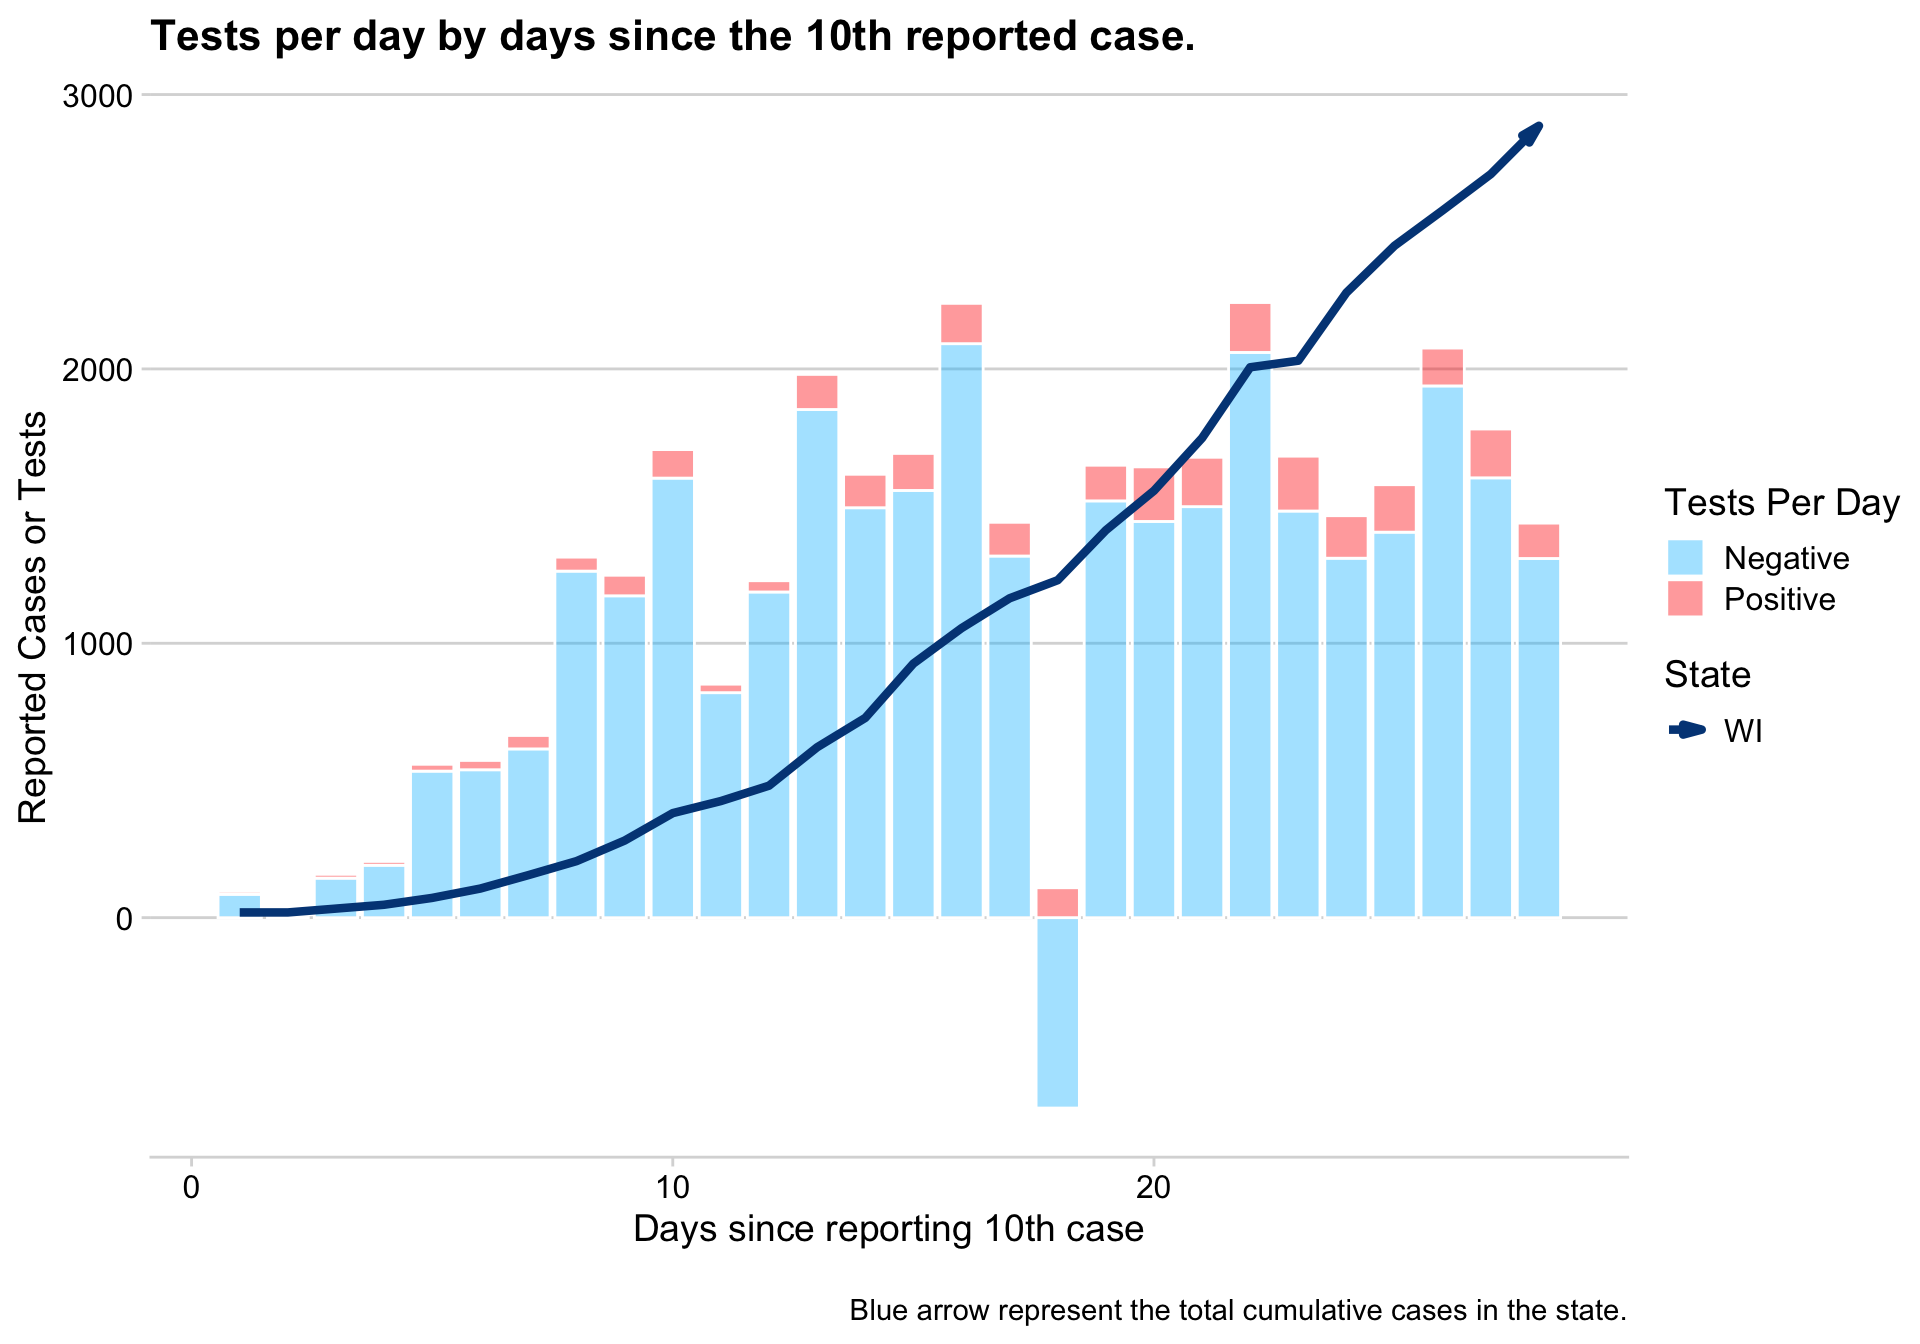 Tests per day by days since the 10th reported case.
3000
2000
1000
0
Reported Cases or Tests
0 10 20
Days since reporting 10th case
Tests Per Day
Negative
Positive
State
WI
Blue arrow represent the total cumulative cases in the state.